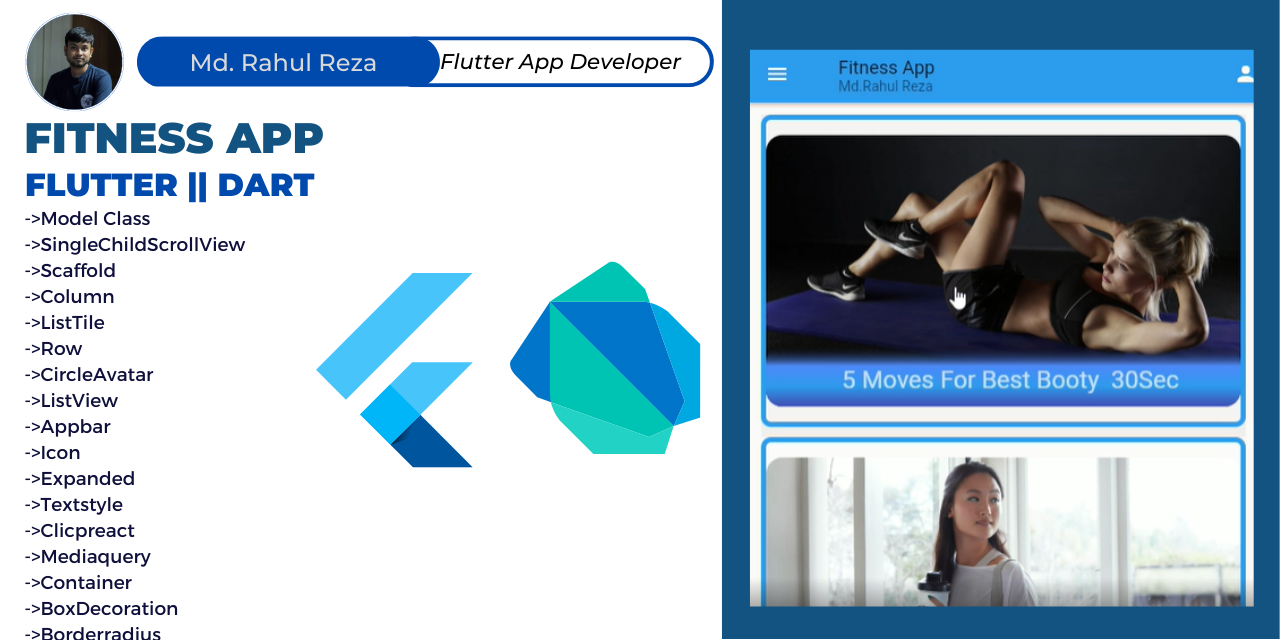 Md. Rahul Reza
Flutter App Developer
FITNESS APP
FLUTTER || DART
->Model Class
->SingleChildScrollView
->Scaffold
->Column
->ListTile
->Row
->CircleAvatar
->ListView
->Appbar
->Icon
->Expanded
->Textstyle
->Clicpreact
->Mediaquery
->Container
->BoxDecoration
->Borderradius
Fitness App
Md.Rahul Reza
5 Moves For Best Booty 30Sec